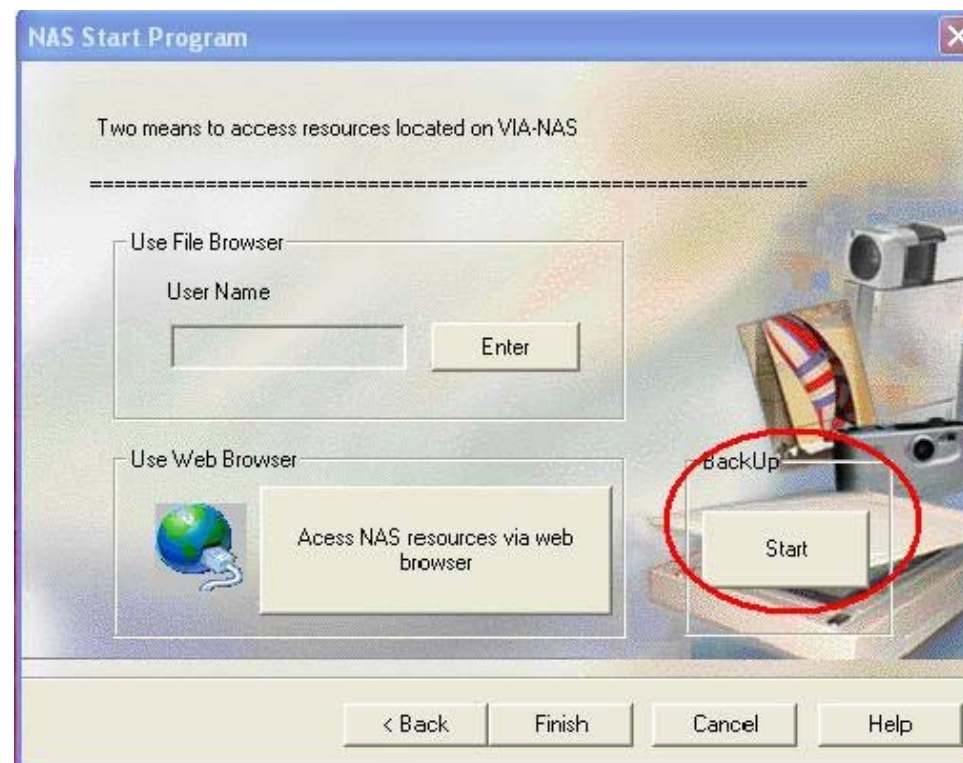 NAS Start Program
Two means to access resources located on VIA-NAS
=============================================================
Use File Browser
User Name
Enter
Use Web Browser
Acess NAS resources via web
browser
BackUp
Start
< Back
Finish
Cancel
Help